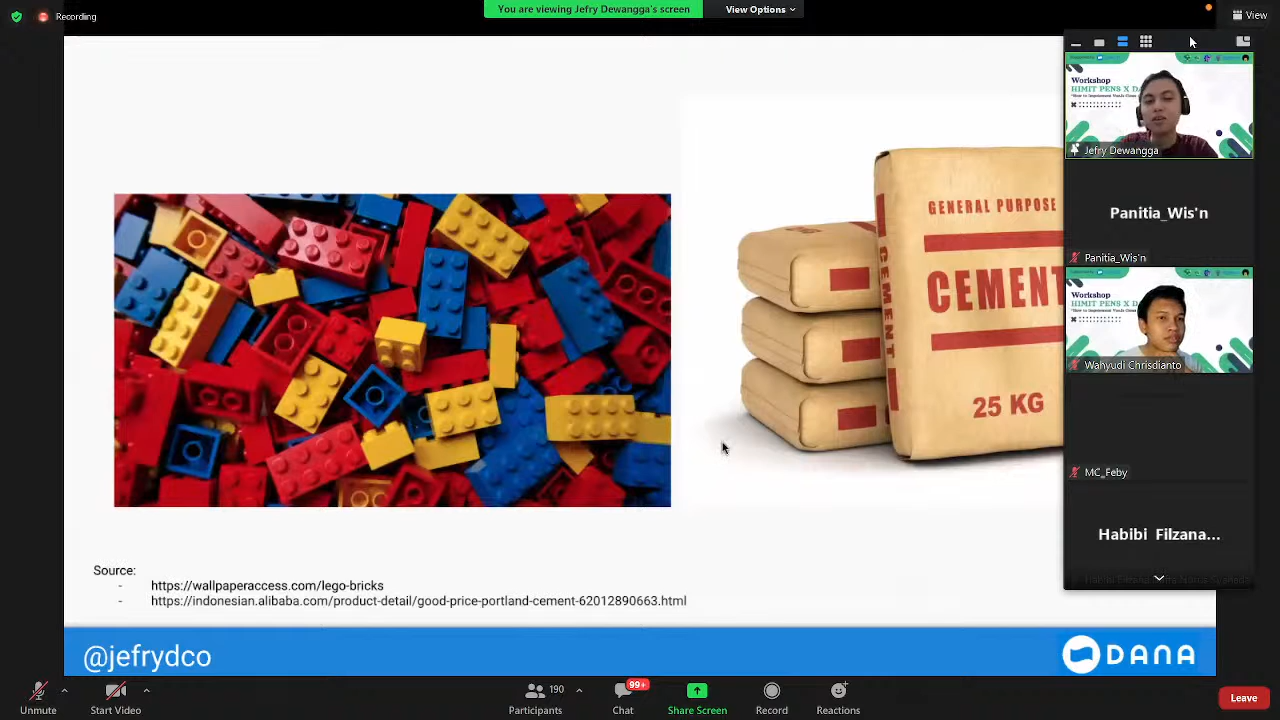 Recording
You are viewing Jefry Dewangga's screen
View Options
View
Workshop
HIMIT PENS X DA
Jefry Dewangga
Panitia_Wis'n
Panitia_Wis'n
Workshop
HIMIT PENS X DA
Wahyudi Chrisdianto
MC_Feby
Habibi Filzana...
GENERAL PURPOSE
CEMENT
CEMENT
25 KG
Source:
- https://wallpaperaccess.com/lego-bricks
- https://indonesian.alibaba.com/product-detail/good-price-portland-cement-62012890663.html
@jefrydco
DANA
Unmute
Start Video
190
Participants
99+
Chat
Share Screen
Record
Reactions
Leave